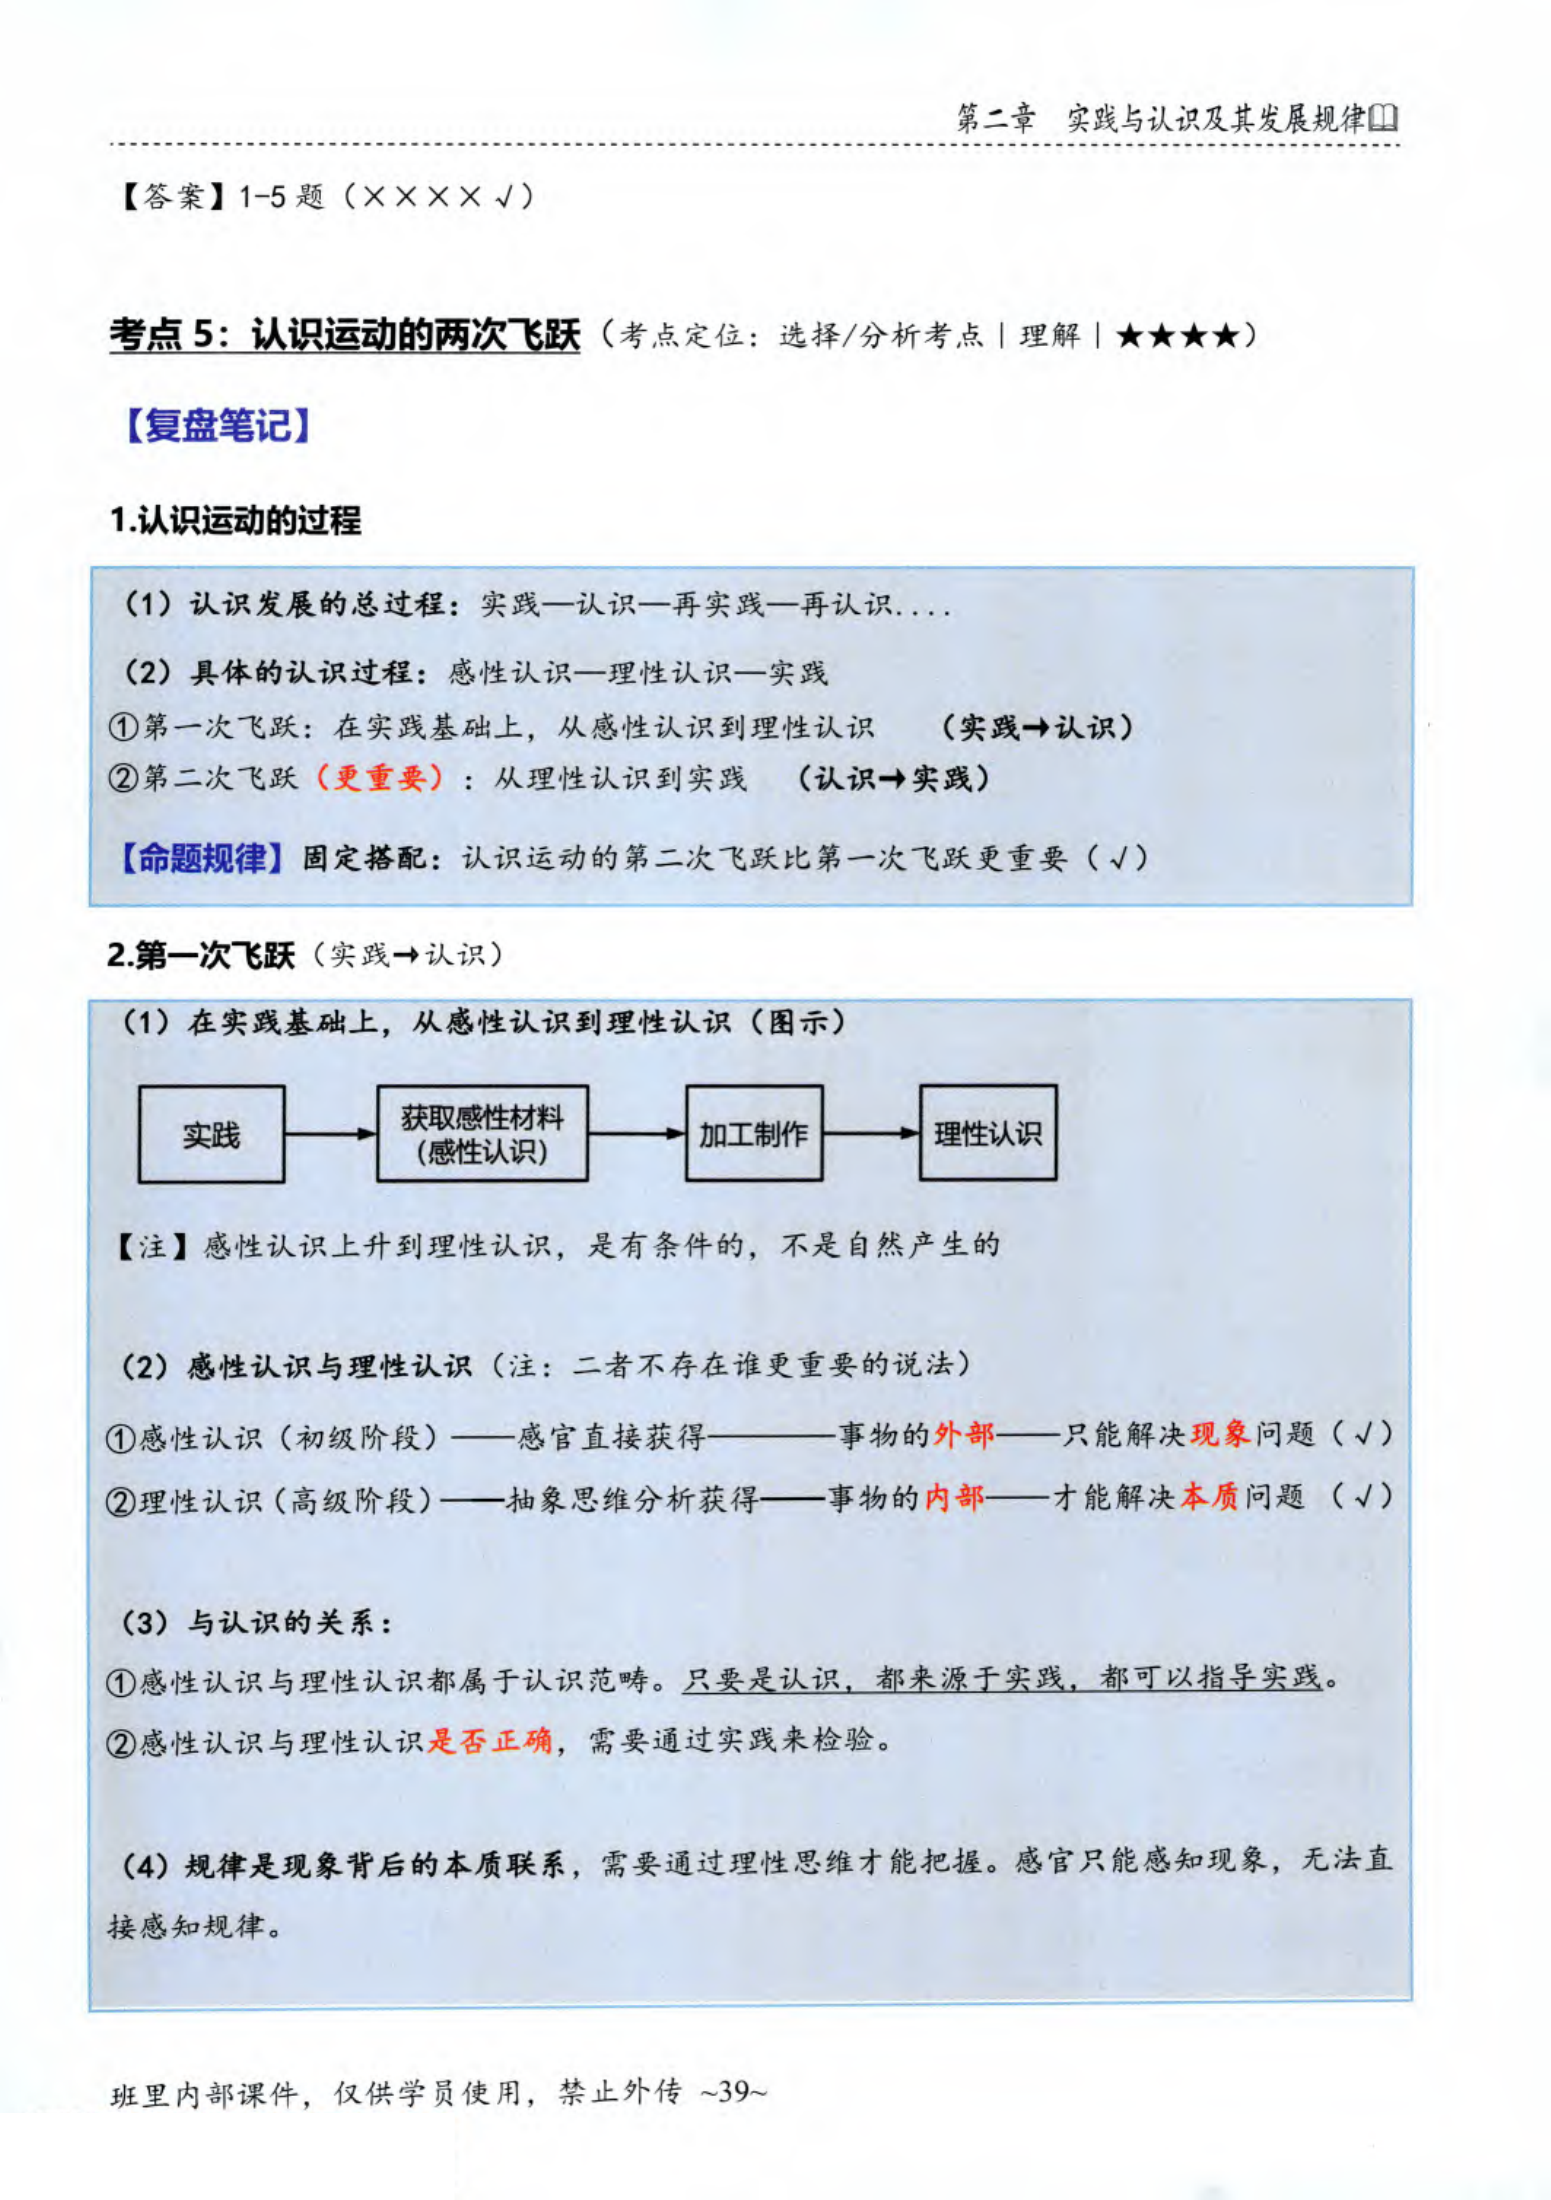 第二章 实践与认识及其发展规律
【答案】1-5 题（××××√）
考点 5：认识运动的两次飞跃（考点定位：选择/分析考点 | 理解 | ★★★★）
【复盘笔记】
1.认识运动的过程
（1）认识发展的总过程：实践—认识—再实践—再认识....
（2）具体的认识过程：感性认识—理性认识—实践
①第一次飞跃：在实践基础上，从感性认识到理性认识 （实践→认识）
②第二次飞跃（更重要）：从理性认识到实践 （认识→实践）
【命题规律】固定搭配：认识运动的第二次飞跃比第一次飞跃更重要（√）
2.第一次飞跃（实践→认识）
（1）在实践基础上，从感性认识到理性认识（图示）
实践
获取感性材料
(感性认识)
加工制作
理性认识
【注】感性认识上升到理性认识，是有条件的，不是自然产生的
（2）感性认识与理性认识（注：二者不存在谁更重要的说法）
①感性认识（初级阶段）——感官直接获得————事物的外部——只能解决现象问题（√）
②理性认识（高级阶段）——抽象思维分析获得——事物的内部——才能解决本质问题（√）
（3）与认识的关系：
①感性认识与理性认识都属于认识范畴。只要是认识，都来源于实践，都可以指导实践。
②感性认识与理性认识是否正确，需要通过实践来检验。
（4）规律是现象背后的本质联系，需要通过理性思维才能把握。感官只能感知现象，无法直
接感知规律。
班里内部课件，仅供学员使用，禁止外传 ~39~